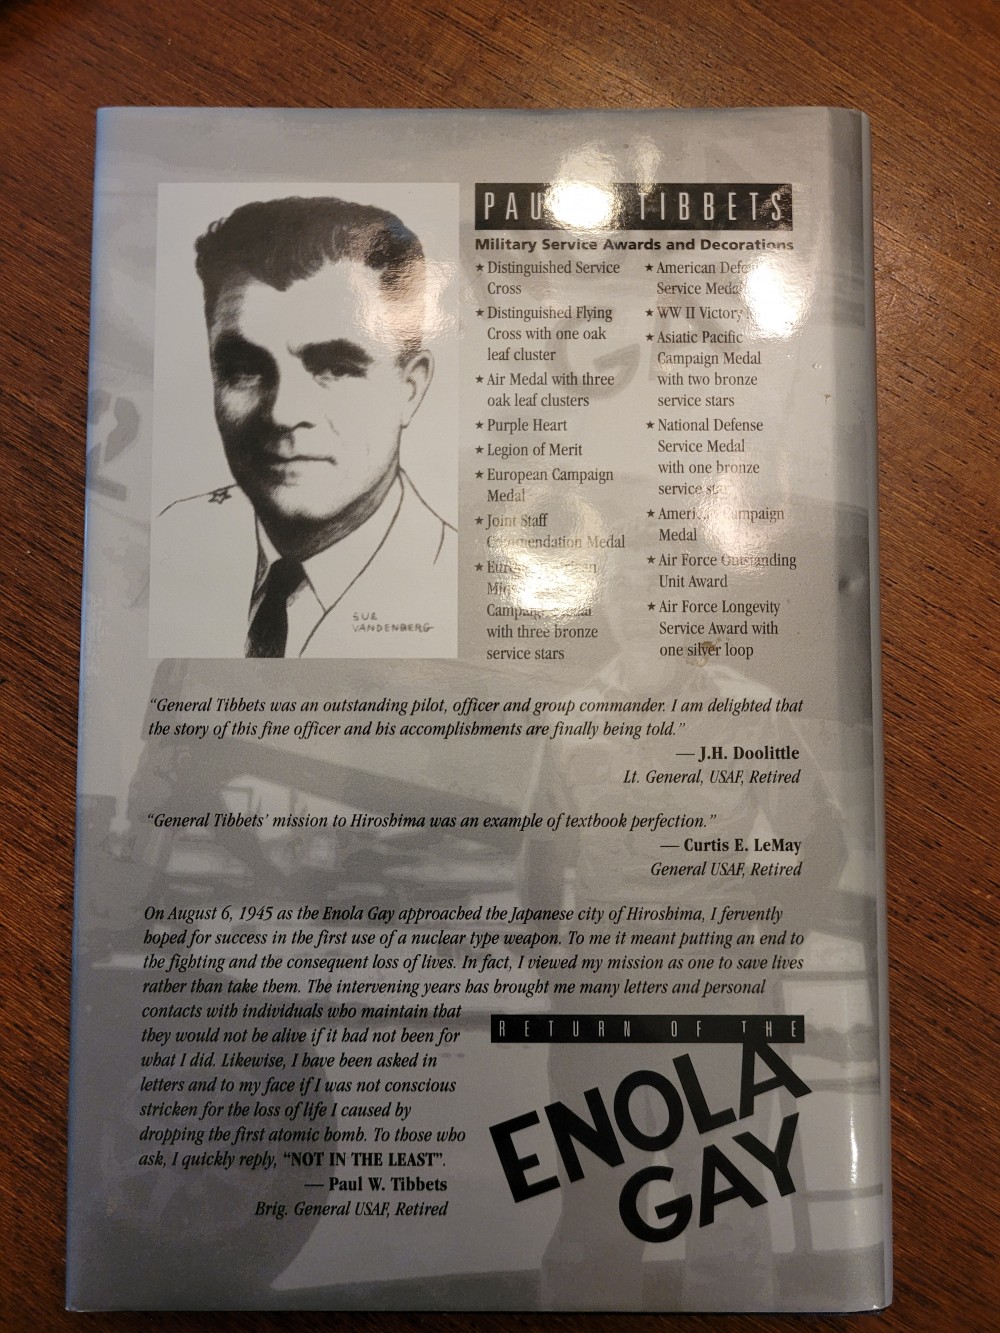 PAU TIBBETS
Military Service Awards and Decorations
★ Distinguished Service
Cross
★ Distinguished Flying
Cross with one oak
leaf cluster
★ Air Medal with three
oak leaf clusters
★ Purple Heart
★ Legion of Merit
★ European Campaign
Medal
★ Joint Staff
Commendation Medal
★
Campaign
with three bronze
service stars
★ American Defense
Service Medal
★ WW II Victory
★ Asiatic Pacific
Campaign Medal
with two bronze
service stars
★ National Defense
Service Medal
with one bronze
service star
★ American Campaign
Medal
★ Air Force Outstanding
Unit Award
★ Air Force Longevity
Service Award with
one silver loop
SUE
VANDENBERG
“General Tibbets was an outstanding pilot, officer and group commander. I am delighted that
the story of this fine officer and his accomplishments are finally being told.”
— J.H. Doolittle
Lt. General, USAF, Retired
“General Tibbets’ mission to Hiroshima was an example of textbook perfection.”
— Curtis E. LeMay
General USAF, Retired
On August 6, 1945 as the Enola Gay approached the Japanese city of Hiroshima, I fervently
hoped for success in the first use of a nuclear type weapon. To me it meant putting an end to
the fighting and the consequent loss of lives. In fact, I viewed my mission as one to save lives
rather than take them. The intervening years has brought me many letters and personal
contacts with individuals who maintain that
they would not be alive if it had not been for
what I did. Likewise, I have been asked in
letters and to my face if I was not conscious
stricken for the loss of life I caused by
dropping the first atomic bomb. To those who
ask, I quickly reply, “NOT IN THE LEAST”.
— Paul W. Tibbets
Brig. General USAF, Retired
RETURN OF THE
ENOLA
GAY